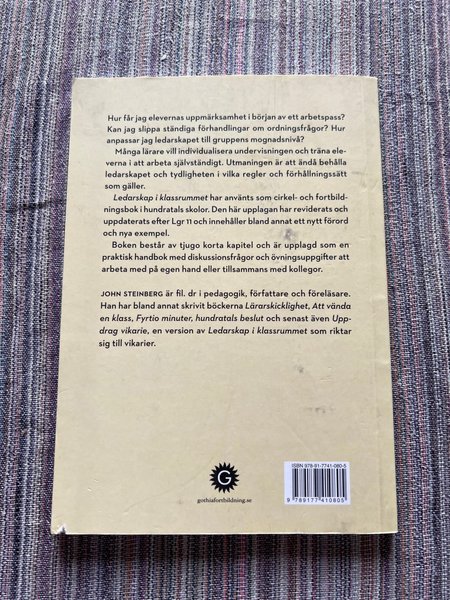 Hur får jag elevernas uppmärksamhet i början av ett arbetspass?
Kan jag slippa ständiga förhandlingar om ordningsfrågor? Hur
anpassar jag ledarskapet till gruppens mognadsnivå?
Många lärare vill individualisera undervisningen och träna ele-
verna i att arbeta självständigt. Utmaningen är att ändå behålla
ledarskapet och tydligheten i vilka regler och förhållningssätt
som gäller.
Ledarskap i klassrummet har använts som cirkel- och fortbild-
ningsbok i hundratals skolor. Den här upplagan har reviderats och
uppdaterats efter Lgr 11 och innehåller bland annat ett nytt förord
och nya exempel.
Boken består av tjugo korta kapitel och är upplagd som en
praktisk handbok med diskussionsfrågor och övningsuppgifter att
arbeta med på egen hand eller tillsammans med kollegor.
JOHN STEINBERG är fil. dr i pedagogik, författare och föreläsare.
Han har bland annat skrivit böckerna Lärarskicklighet, Att vända
en klass, Fyrtio minuter, hundratals beslut och senast även Upp-
drag vikarie, en version av Ledarskap i klassrummet som riktar
sig till vikarier.
G
gothiafortbildning.se
ISBN 978-91-7741-080-5
9 789177 410805